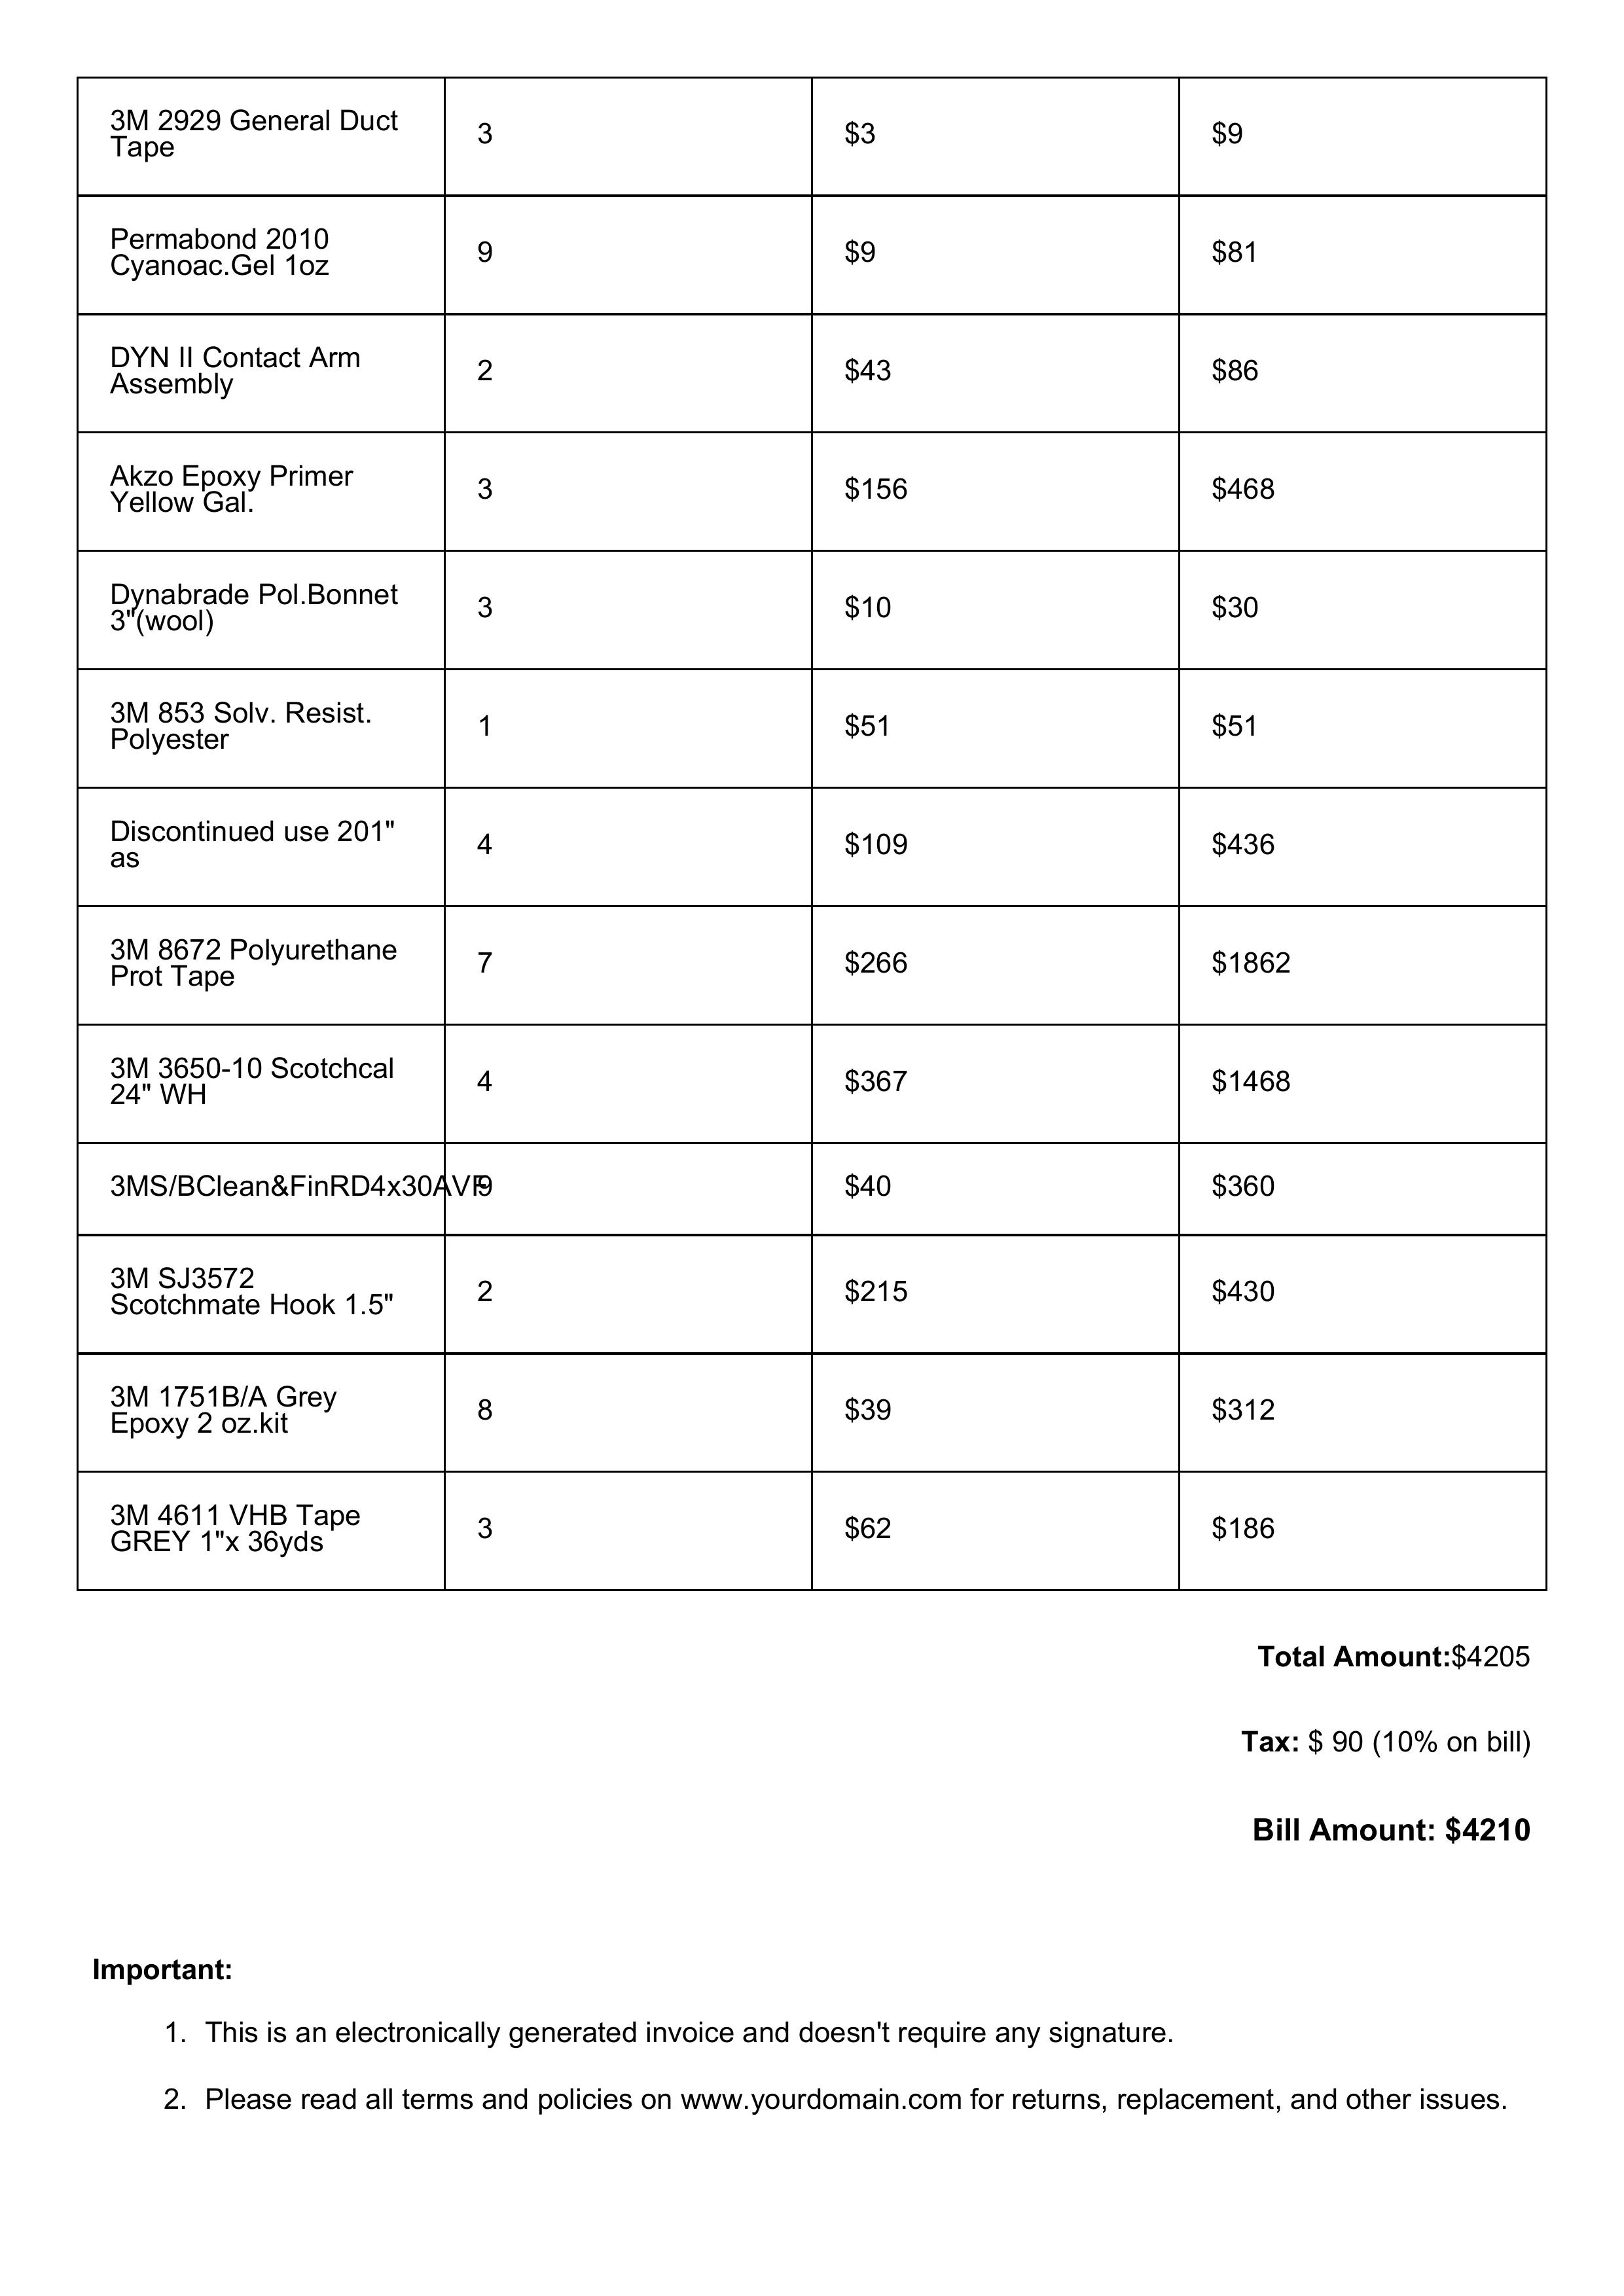 3M 2929 General Duct
Tape
3
$3
$9
Permabond 2010
Cyanoac.Gel 1oz
9
$9
$81
DYN II Contact Arm
Assembly
2
$43
$86
Akzo Epoxy Primer
Yellow Gal.
3
$156
$468
Dynabrade Pol.Bonnet
3"(wool)
3
$10
$30
3M 853 Solv. Resist.
Polyester
1
$51
$51
Discontinued use 201"
as
4
$109
$436
3M 8672 Polyurethane
Prot Tape
7
$266
$1862
3M 3650-10 Scotchcal
24" WH
4
$367
$1468
3MS/BClean&FinRD4x30AVF
9
$40
$360
3M SJ3572
Scotchmate Hook 1.5"
2
$215
$430
3M 1751B/A Grey
Epoxy 2 oz.kit
8
$39
$312
3M 4611 VHB Tape
GREY 1"x 36yds
3
$62
$186
Total Amount:$4205
Tax: $ 90 (10% on bill)
Bill Amount: $4210
Important:
1. This is an electronically generated invoice and doesn't require any signature.
2. Please read all terms and policies on www.yourdomain.com for returns, replacement, and other issues.